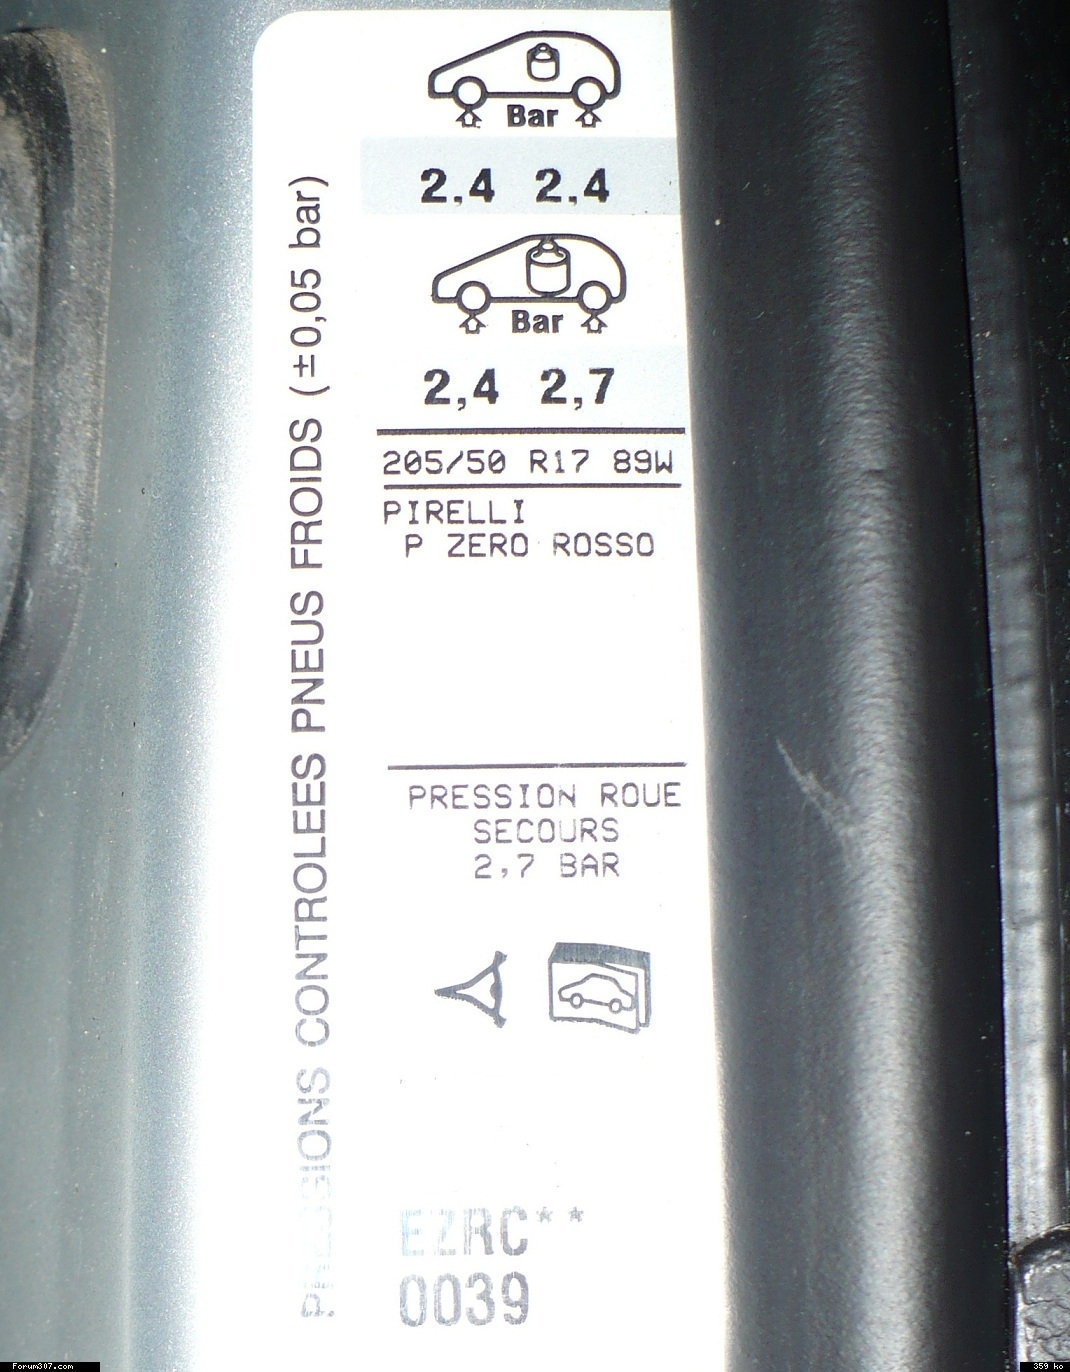 Bar
2,4 2,4
Bar
2,4 2,7
205/50 R17 89W
PIRELLI
P ZERO ROSSO
PRESSION ROUE
SECOURS
2,7 BAR
EZRC**
0039
PRESSIONS CONTROLEES PNEUS FROIDS (±0,05 bar)
Forum307.com
359 ko